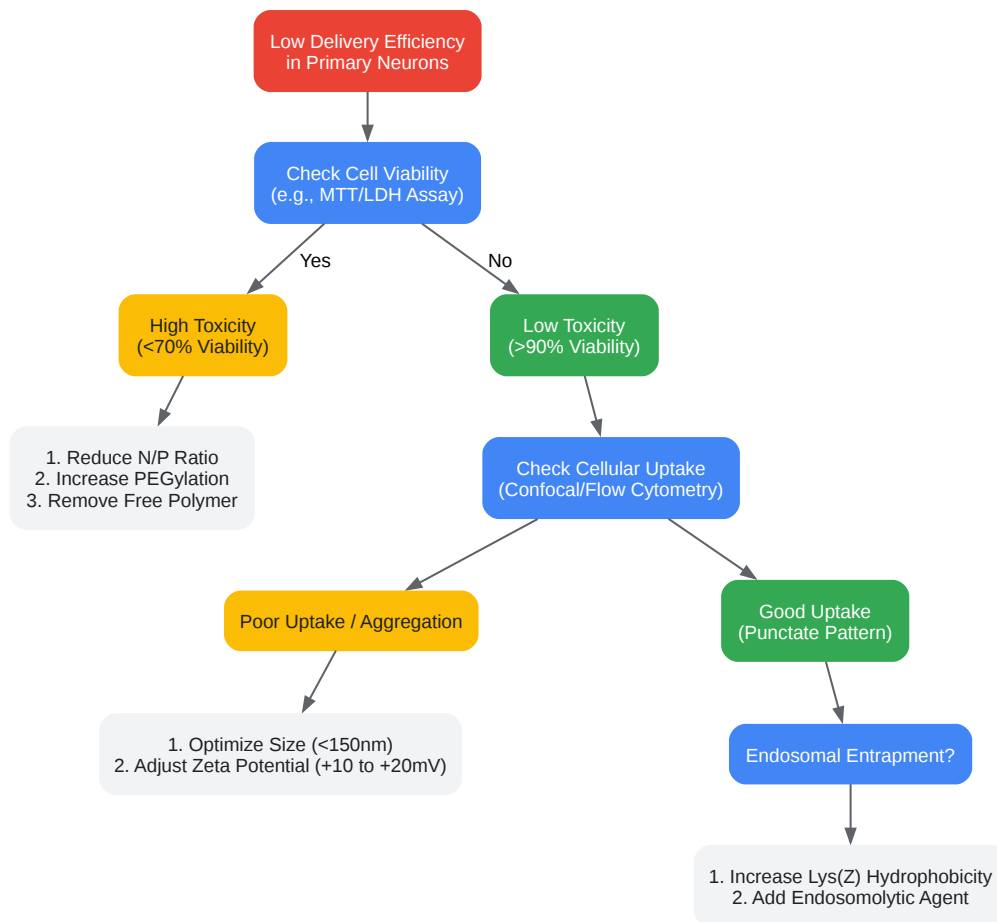 Low Delivery Efficiency
in Primary Neurons
Check Cell Viability
(e.g., MTT/LDH Assay)
Yes
No
High Toxicity
(<70% Viability)
Low Toxicity
(>90% Viability)
1. Reduce N/P Ratio
2. Increase PEGylation
3. Remove Free Polymer
Check Cellular Uptake
(Confocal/Flow Cytometry)
Poor Uptake / Aggregation
Good Uptake
(Punctate Pattern)
1. Optimize Size (<150nm)
2. Adjust Zeta Potential (+10 to +20mV)
Endosomal Entrapment?
1. Increase Lys(Z) Hydrophobicity
2. Add Endosomolytic Agent